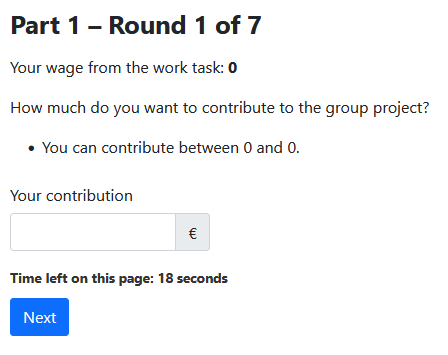 Part 1 – Round 1 of 7
Your wage from the work task: 0
How much do you want to contribute to the group project?
• You can contribute between 0 and 0.
Your contribution
€
Time left on this page: 18 seconds
Next